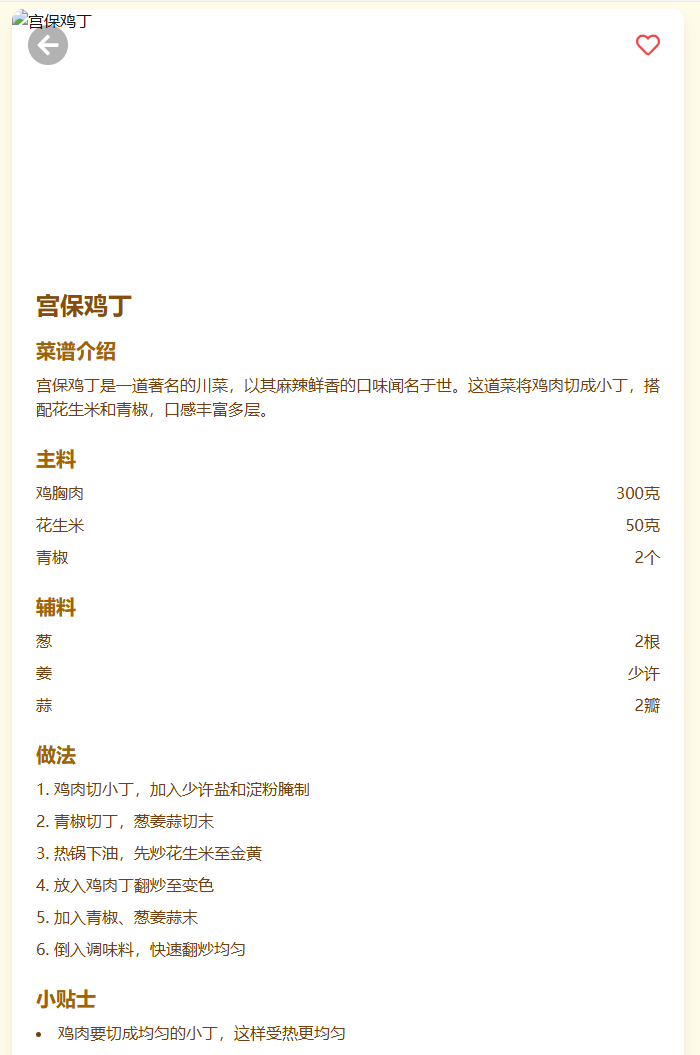 宫保鸡丁
宫保鸡丁
菜谱介绍
宫保鸡丁是一道著名的川菜，以其麻辣鲜香的口味闻名于世。这道菜将鸡肉切成小丁，搭
配花生米和青椒，口感丰富多层。
主料
鸡胸肉 300克
花生米 50克
青椒 2个
辅料
葱 2根
姜 少许
蒜 2瓣
做法
1. 鸡肉切小丁，加入少许盐和淀粉腌制
2. 青椒切丁，葱姜蒜切末
3. 热锅下油，先炒花生米至金黄
4. 放入鸡肉丁翻炒至变色
5. 加入青椒、葱姜蒜末
6. 倒入调味料，快速翻炒均匀
小贴士
• 鸡肉要切成均匀的小丁，这样受热更均匀